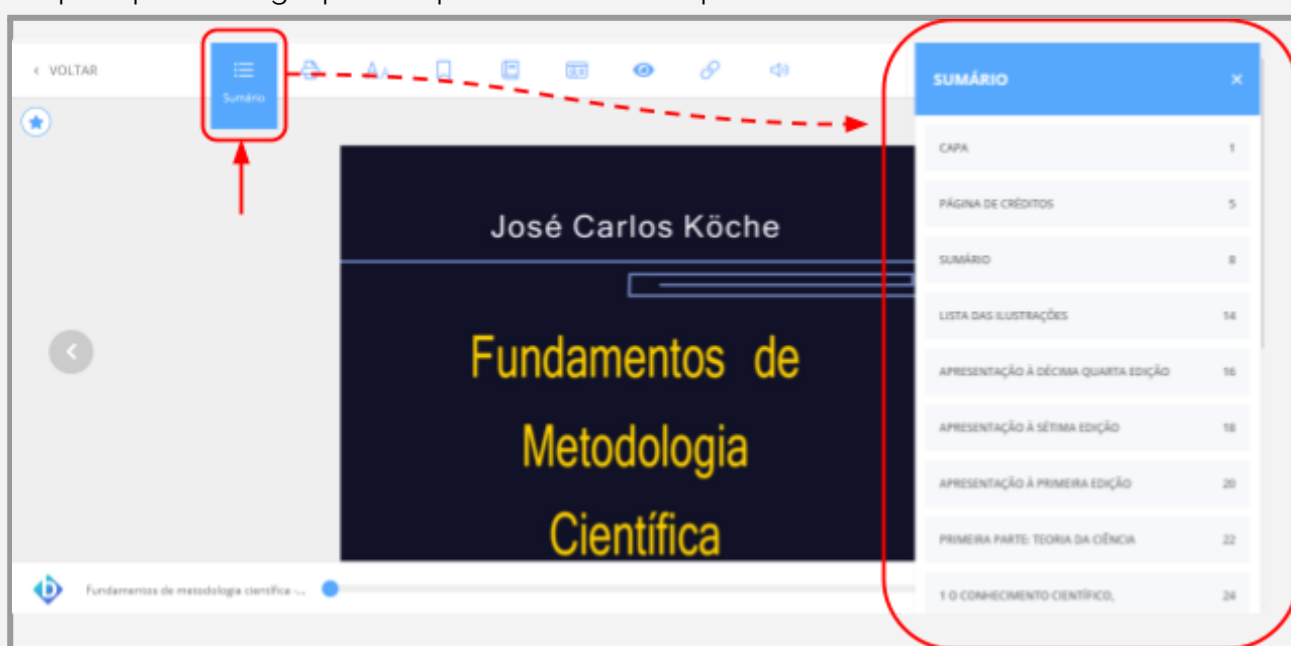 ‹ VOLTAR
Sumário
José Carlos Köche
Fundamentos de
Metodologia
Científica
Fundamentos de metodologia científica -...
SUMÁRIO ×
CAPA 1
PÁGINA DE CRÉDITOS 5
SUMÁRIO 8
LISTA DAS ILUSTRAÇÕES 14
APRESENTAÇÃO À DÉCIMA QUARTA EDIÇÃO 16
APRESENTAÇÃO À SÉTIMA EDIÇÃO 18
APRESENTAÇÃO À PRIMEIRA EDIÇÃO 20
PRIMEIRA PARTE: TEORIA DA CIÊNCIA 22
1 O CONHECIMENTO CIENTÍFICO, 24